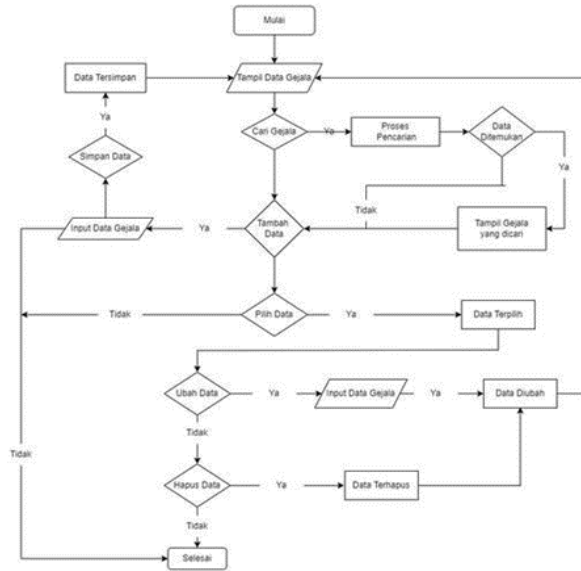 Mulai
Data Tersimpan
Tampil Data Gejala
Ya
Cari Gejala
Ya
Proses
Pencarian
Data
Ditemukan
Ya
Simpan Data
Tidak
Input Data Gejala
Ya
Tambah
Data
Tampil Gejala
yang dicari
Tidak
Pilih Data
Ya
Data Terpilih
Ubah Data
Ya
Input Data Gejala
Ya
Data Diubah
Tidak
Tidak
Hapus Data
Ya
Data Terhapus
Tidak
Selesai